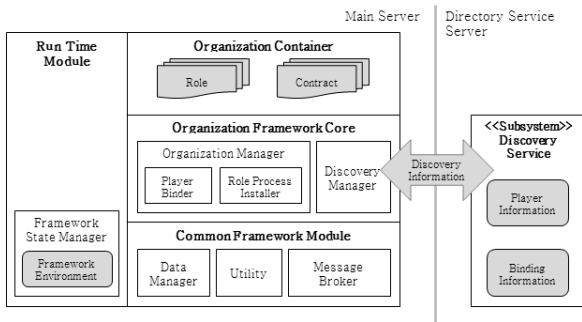 Main Server
Directory Service
Server
Run Time
Module
Organization Container
Role
Contract
Organization Framework Core
Organization Manager
Player
Binder
Role Process
Installer
Discovery
Manager
Discovery
Information
<<Subsystem>>
Discovery
Service
Player
Information
Binding
Information
Framework
State Manager
Framework
Environment
Common Framework Module
Data
Manager
Utility
Message
Broker